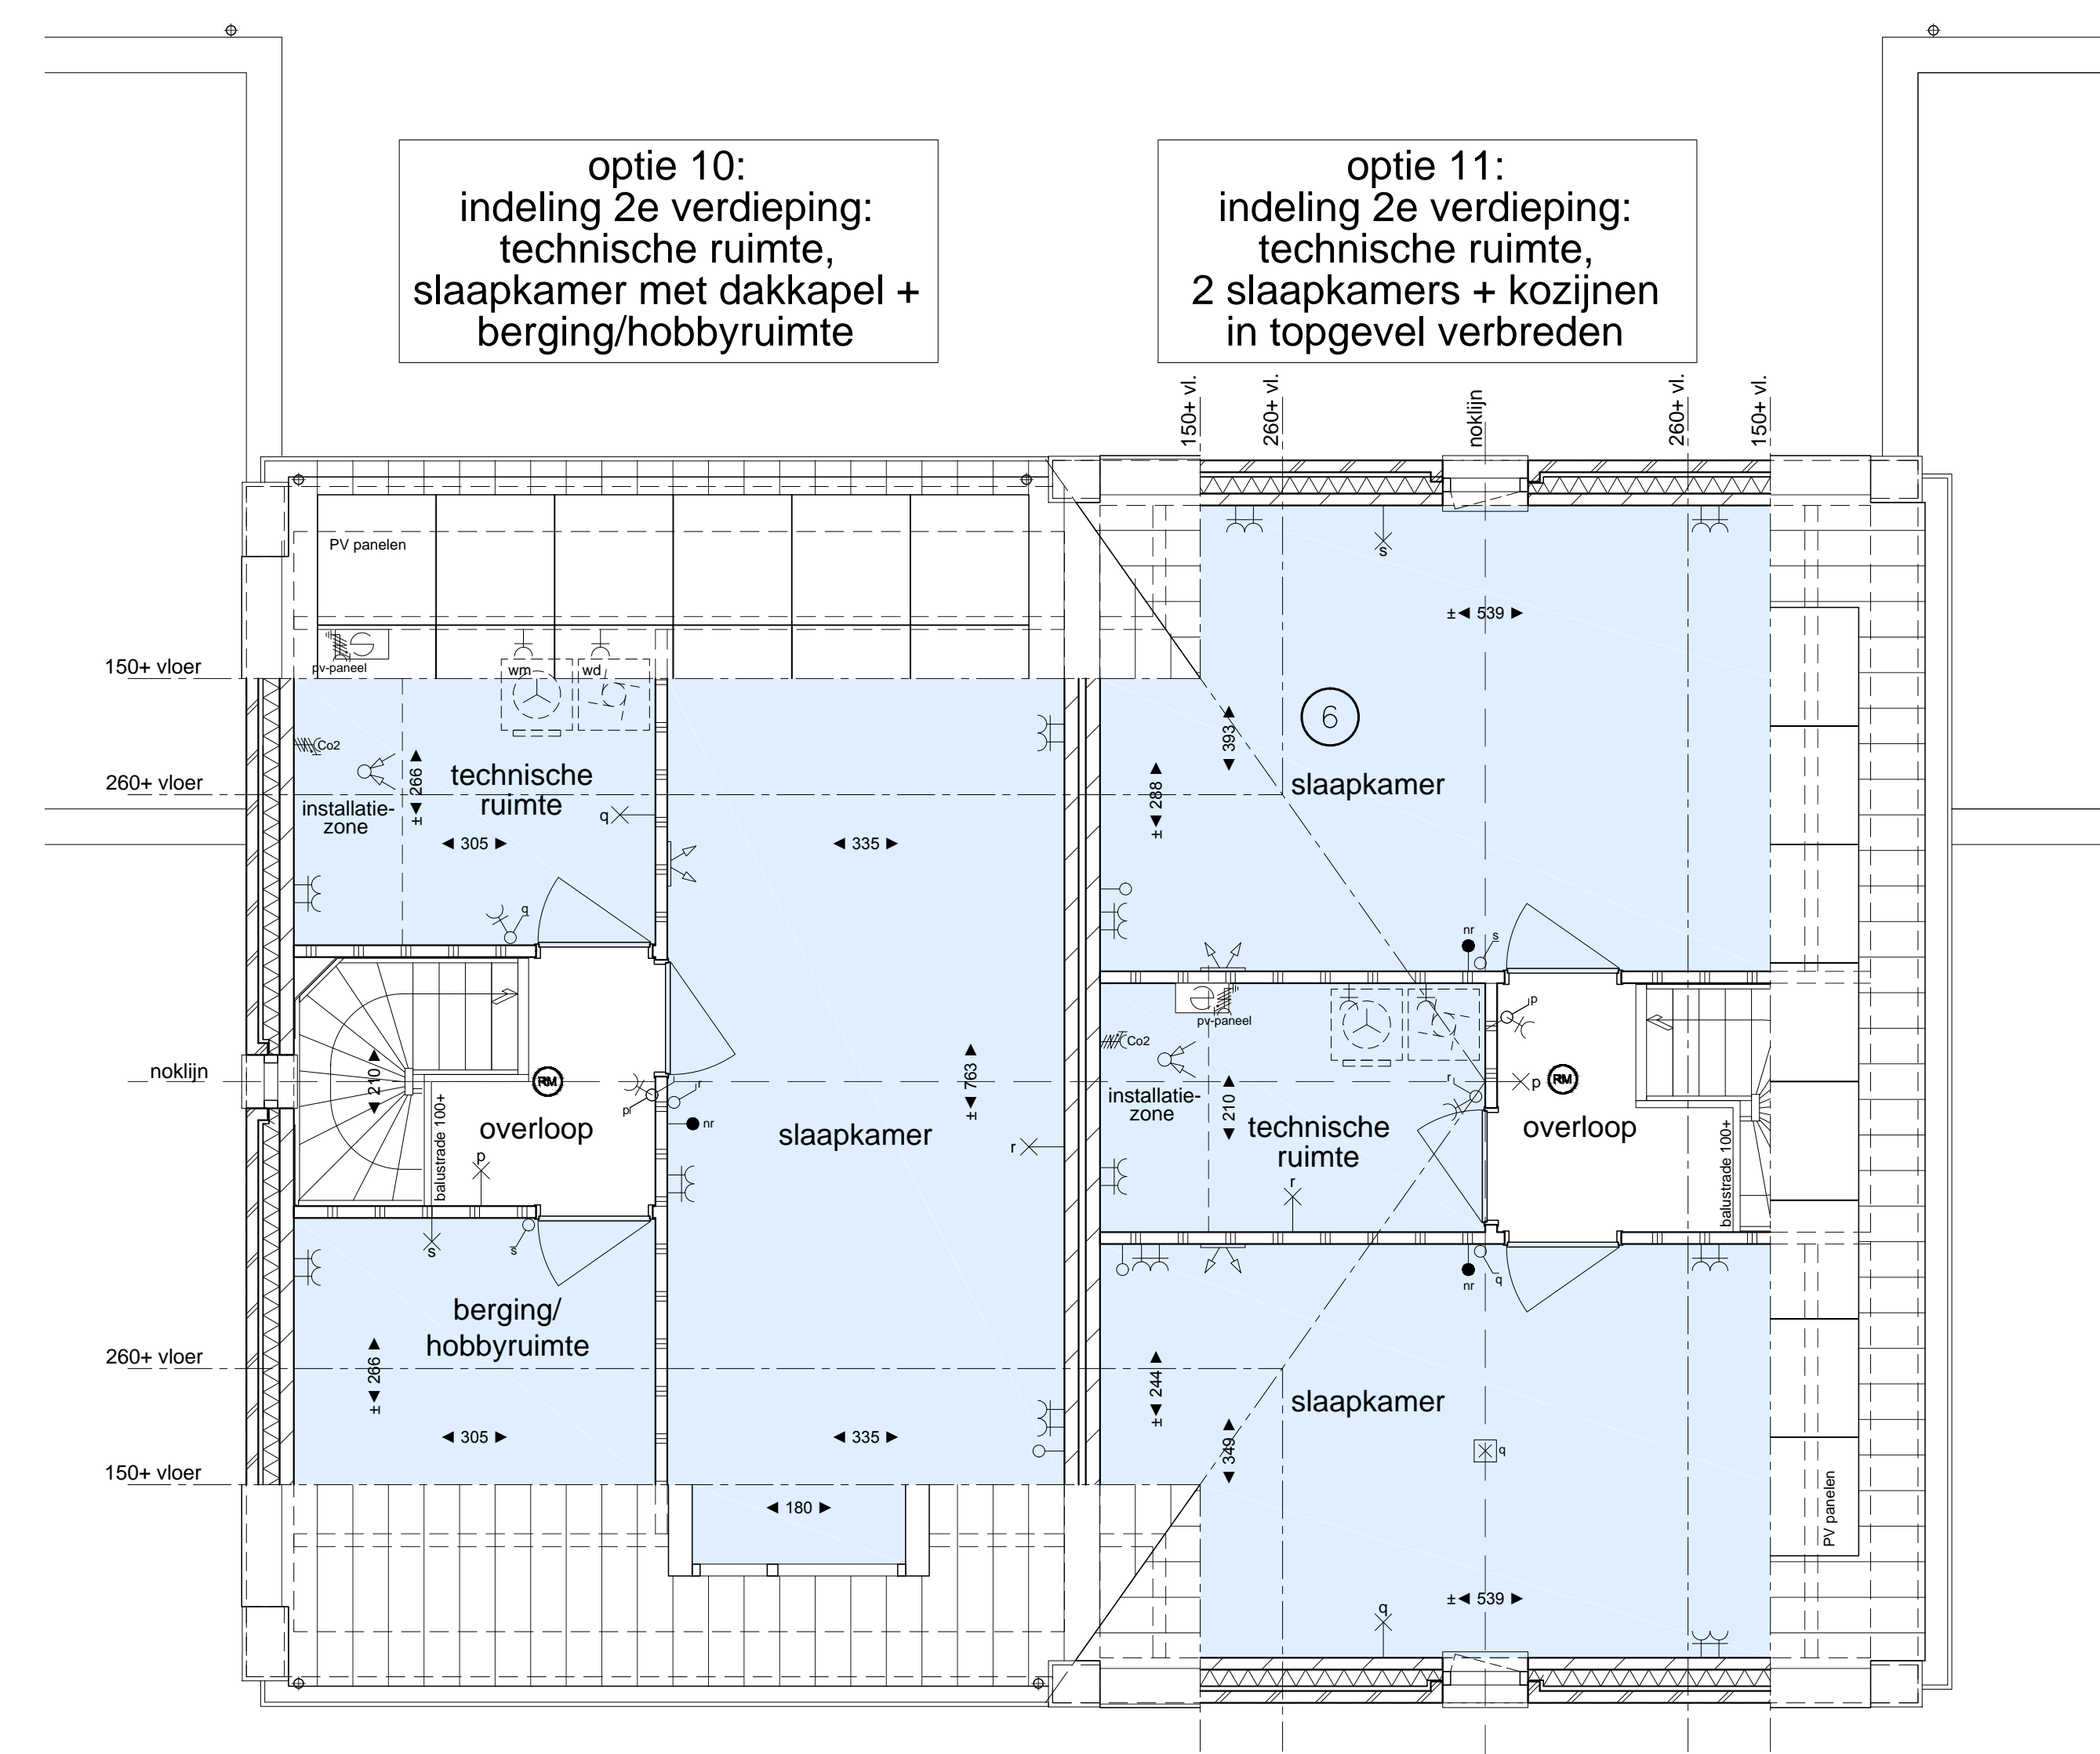 optie 10:
indeling 2e verdieping:
technische ruimte,
slaapkamer met dakkapel +
berging/hobbyruimte
optie 11:
indeling 2e verdieping:
technische ruimte,
2 slaapkamers + kozijnen
in topgevel verbreden
150+ vl.
260+ vl.
noklijn
260+ vl.
150+ vl.
PV panelen
150+ vloer
pv-paneel
wm
wd
Co2
260+ vloer
installatie-
zone
± 266
technische
ruimte
q
305
q
335
noklijn
210
balustrade 100+
RM
overloop
p
p
r
nr
± 763
slaapkamer
r
s
s
berging/
hobbyruimte
260+ vloer
± 266
305
335
150+ vloer
180
s
± 539
6
393
± 288
slaapkamer
nr
s
pv-paneel
Co2
installatie-
zone
210
technische
ruimte
r
r
p
p
RM
overloop
balustrade 100+
nr
q
± 244
349
slaapkamer
q
± 539
q
PV panelen